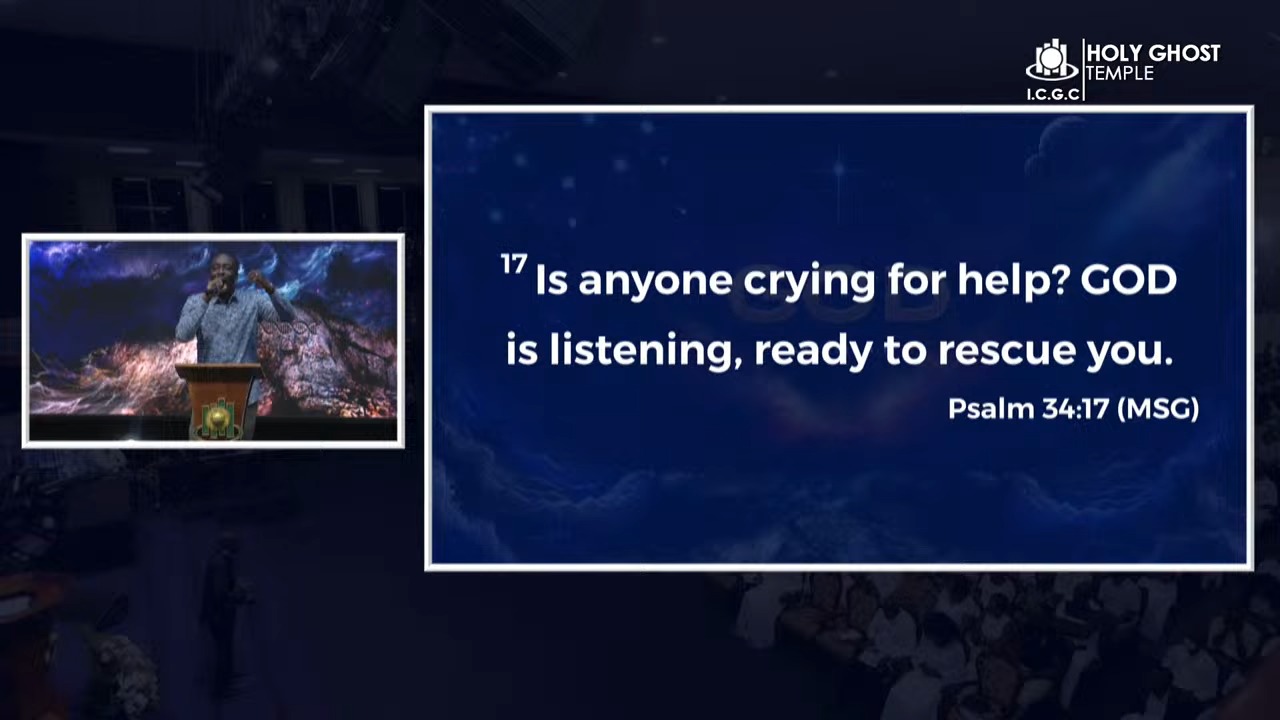 HOLY GHOST
TEMPLE
I.C.G.C
17 Is anyone crying for help? GOD
is listening, ready to rescue you.
Psalm 34:17 (MSG)